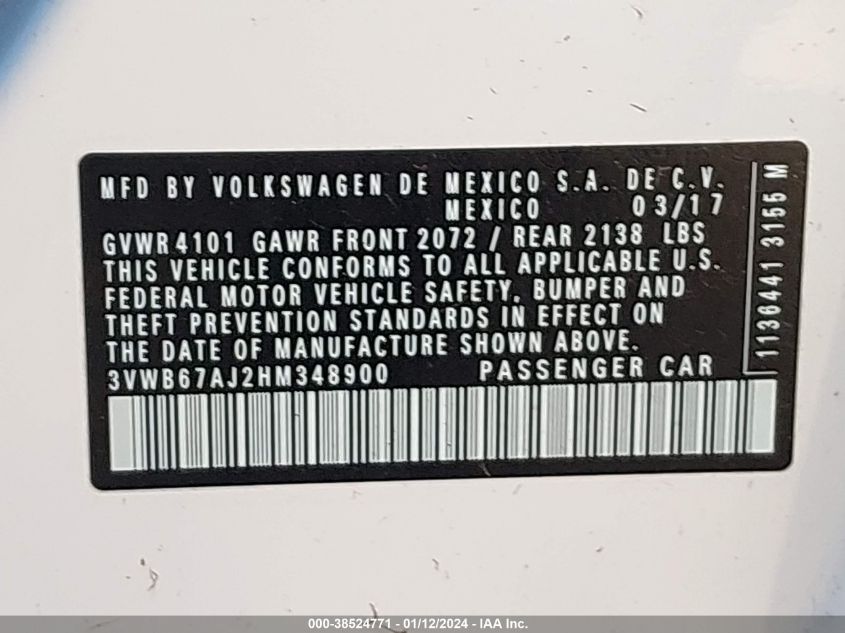 MFD BY VOLKSWAGEN DE MEXICO S.A. DE C.V.
MEXICO 03/17
GVWR 4101 GAWR FRONT 2072 / REAR 2138 LBS
THIS VEHICLE CONFORMS TO ALL APPLICABLE U.S.
FEDERAL MOTOR VEHICLE SAFETY, BUMPER AND
THEFT PREVENTION STANDARDS IN EFFECT ON
THE DATE OF MANUFACTURE SHOWN ABOVE.
3VWB67AJ2HM348900 PASSENGER CAR
1136441 3155 M
000-38524771 - 01/12/2024 - IAA Inc.